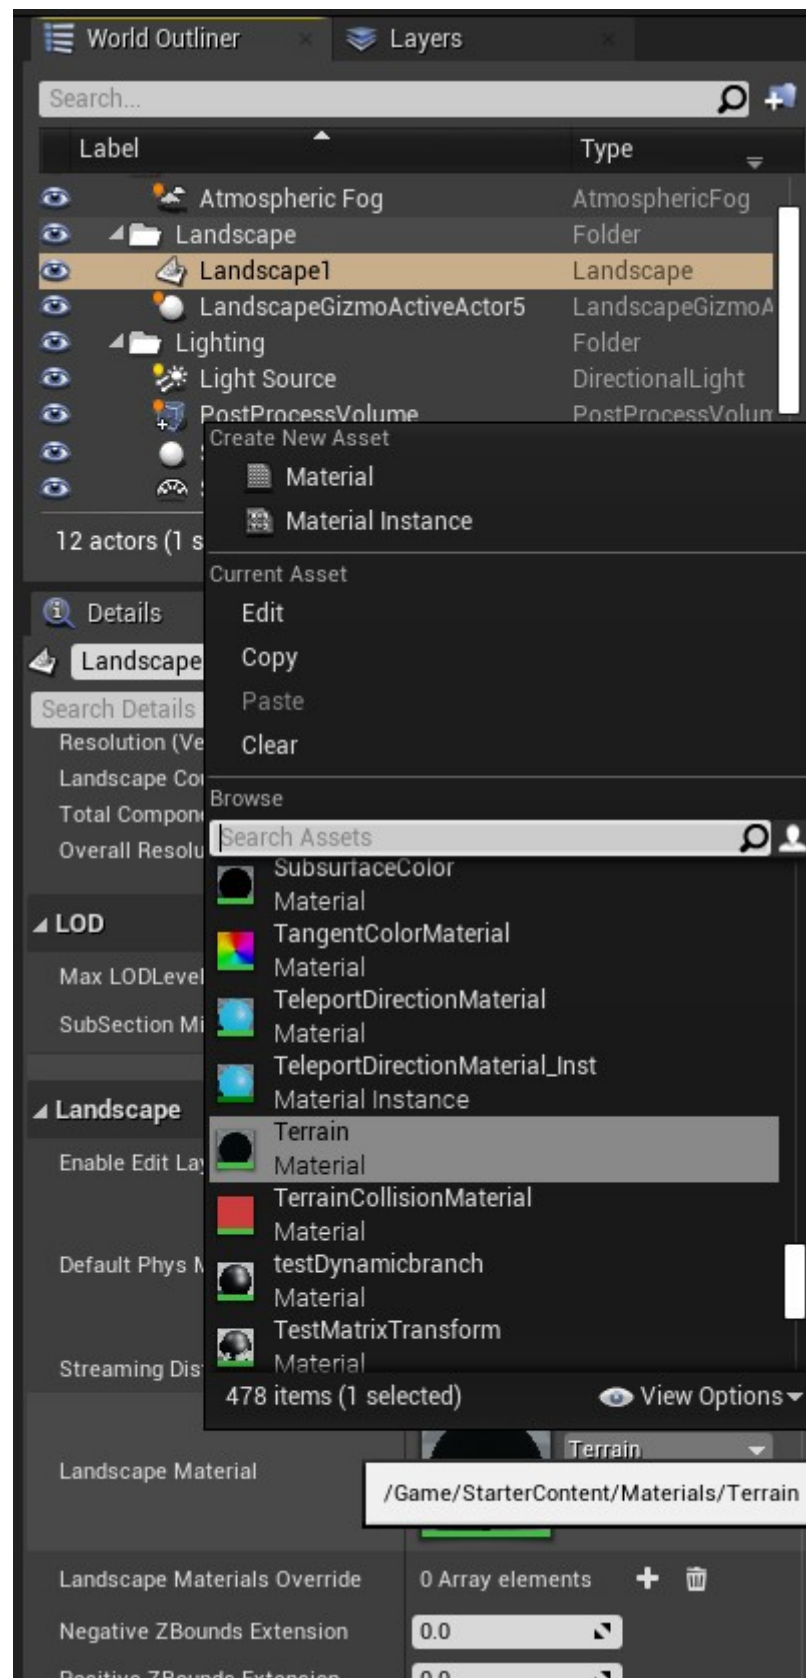 World Outliner
Layers
Search...
Label Type
Atmospheric Fog AtmosphericFog
Landscape Folder
Landscape1 Landscape
LandscapeGizmoActiveActor5 LandscapeGizmoA
Lighting Folder
Light Source DirectionalLight
PostProcessVolume PostProcessVolum
12 actors (1 s
Create New Asset
Material
Material Instance
Current Asset
Edit
Copy
Paste
Clear
Browse
Search Assets
SubsurfaceColor
Material
TangentColorMaterial
Material
TeleportDirectionMaterial
Material
TeleportDirectionMaterial_Inst
Material Instance
Terrain
Material
TerrainCollisionMaterial
Material
testDynamicbranch
Material
TestMatrixTransform
Material
478 items (1 selected) View Options
Details
Landscape
Search Details
Resolution (Ve
Landscape Co
Total Compon
Overall Resolu
LOD
Max LODLevel
SubSection Mi
Landscape
Enable Edit La
Default Phys M
Streaming Dis
Landscape Material Terrain
/Game/StarterContent/Materials/Terrain
Landscape Materials Override 0 Array elements
Negative ZBounds Extension 0.0
Positive ZBounds Extension 0.0